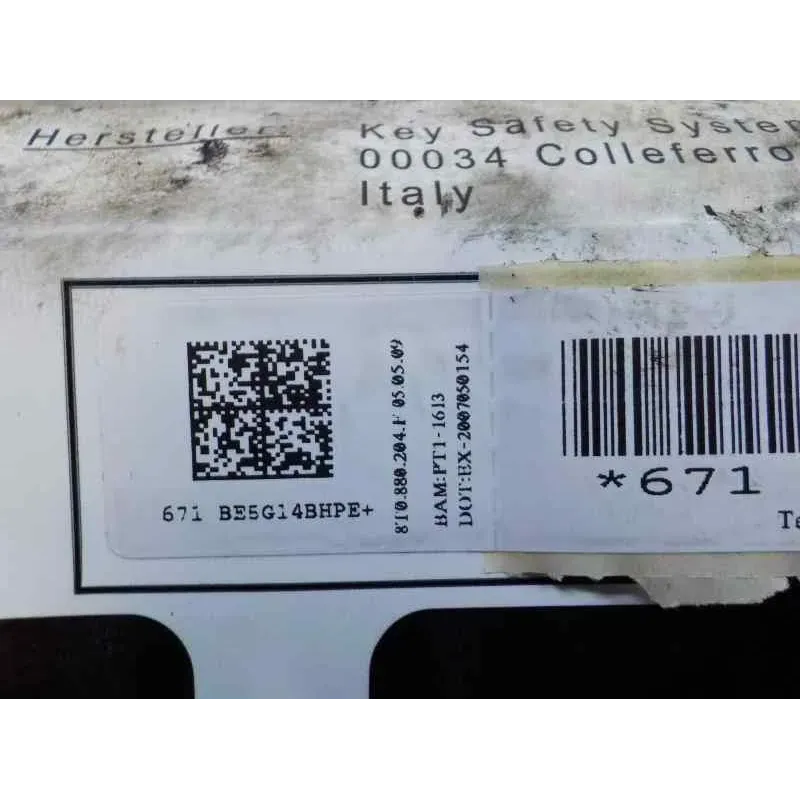 Hersteller: Key Safety System
00034 Colleferro
Italy
8T0.880.204.F 05.05.09
BAM:PT1-1613
DOT:EX-2007050154
671 BE5G14BHPE+
*671
Te